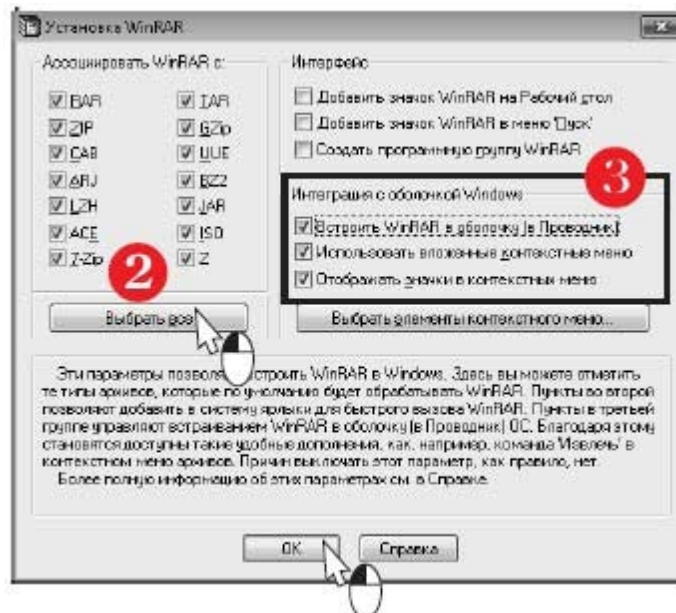 Установка WinRAR
Ассоциировать WinRAR с:
RAR
TAR
ZIP
GZip
CAB
UUE
ARJ
BZ2
LZH
JAR
ACE
ISO
7-Zip
Z
2
Выбрать все
Интерфейс
Добавить значок WinRAR на Рабочий стол
Добавить значок WinRAR в меню 'Пуск'
Создать программную группу WinRAR
3
Интеграция с оболочкой Windows
Встроить WinRAR в оболочку (в Проводник)
Использовать вложенные контекстные меню
Отображать значки в контекстных меню
Выбрать элементы контекстного меню...
Эти параметры позволя строить WinRAR в Windows. Здесь вы можете отметить
те типы архивов, которые по умолчанию будет обрабатывать WinRAR. Пункты во второй
позволяют добавить в систему ярлыки для быстрого вызова WinRAR. Пункты в третьей
группе управляют встраиванием WinRAR в оболочку (в Проводник) ОС. Благодаря этому
становятся доступны такие удобные дополнения, как, например, команда 'Извлечь' в
контекстном меню архивов. Причин выключать этот параметр, как правило, нет.
Более полную информацию об этих параметрах см. в Справке.
OK
Справка